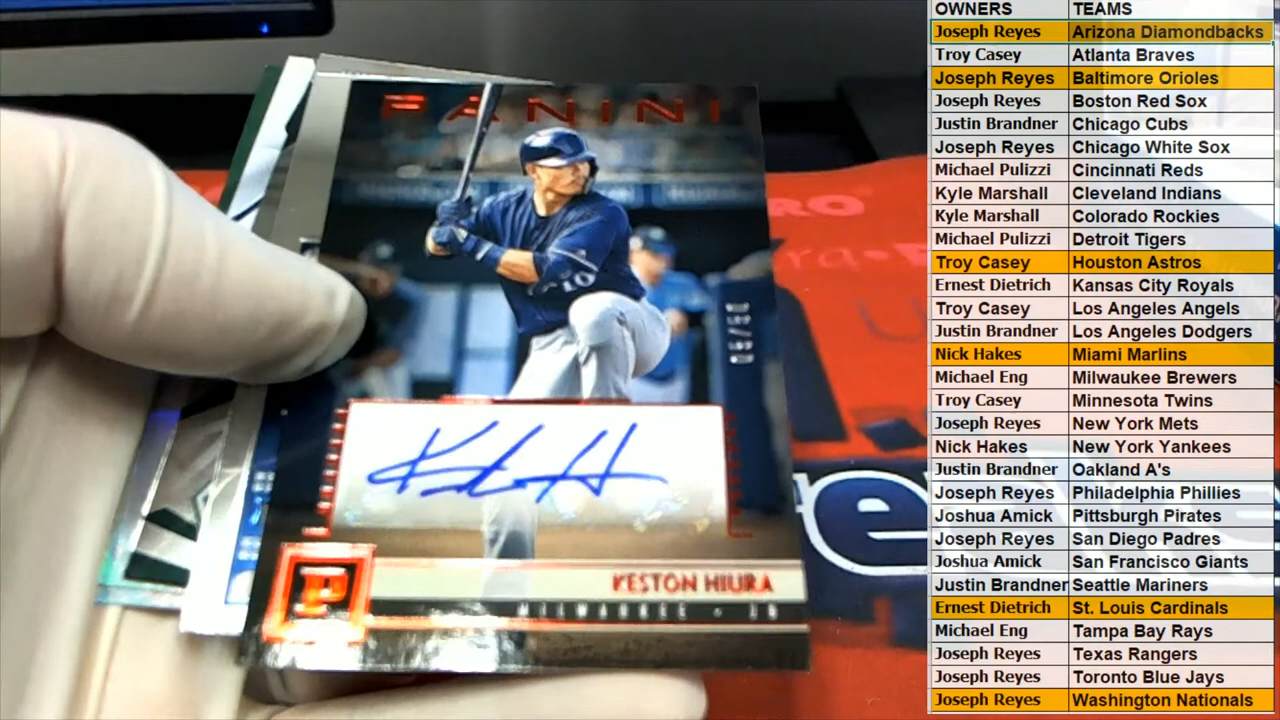 PANINI
10
KESTON HIURA
MILWAUKEE • 2B
P
OWNERS TEAMS
Joseph Reyes Arizona Diamondbacks
Troy Casey Atlanta Braves
Joseph Reyes Baltimore Orioles
Joseph Reyes Boston Red Sox
Justin Brandner Chicago Cubs
Joseph Reyes Chicago White Sox
Michael Pulizzi Cincinnati Reds
Kyle Marshall Cleveland Indians
Kyle Marshall Colorado Rockies
Michael Pulizzi Detroit Tigers
Troy Casey Houston Astros
Ernest Dietrich Kansas City Royals
Troy Casey Los Angeles Angels
Justin Brandner Los Angeles Dodgers
Nick Hakes Miami Marlins
Michael Eng Milwaukee Brewers
Troy Casey Minnesota Twins
Joseph Reyes New York Mets
Nick Hakes New York Yankees
Justin Brandner Oakland A's
Joseph Reyes Philadelphia Phillies
Joshua Amick Pittsburgh Pirates
Joseph Reyes San Diego Padres
Joshua Amick San Francisco Giants
Justin Brandner Seattle Mariners
Ernest Dietrich St. Louis Cardinals
Michael Eng Tampa Bay Rays
Joseph Reyes Texas Rangers
Joseph Reyes Toronto Blue Jays
Joseph Reyes Washington Nationals